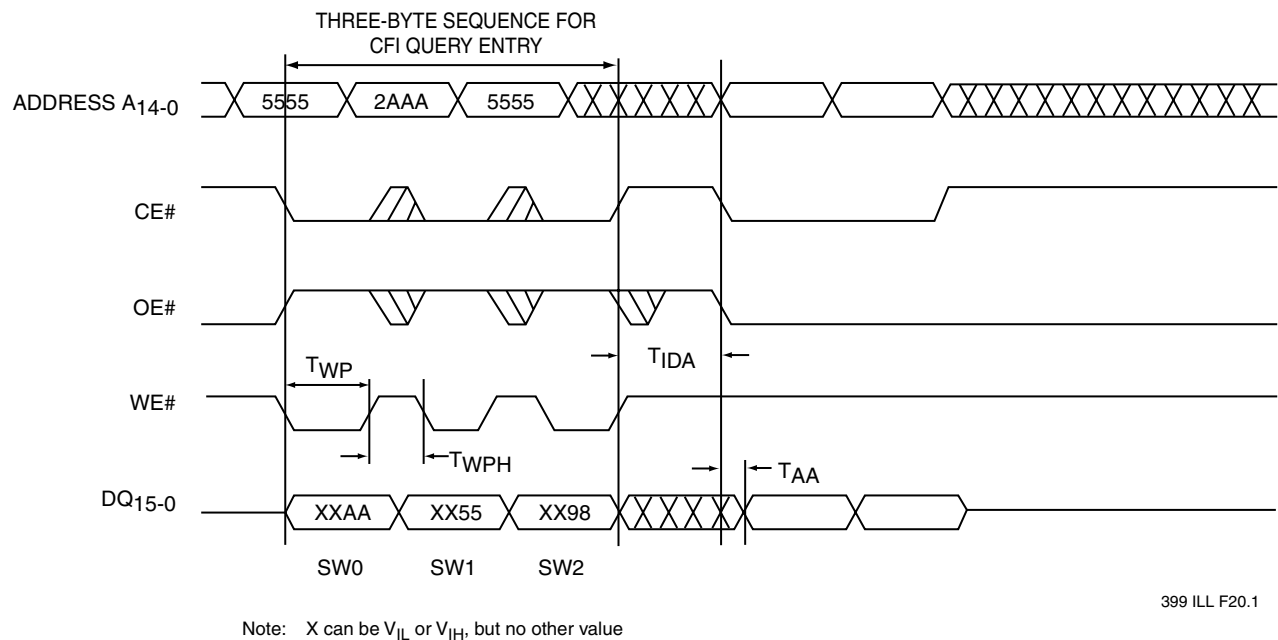 THREE-BYTE SEQUENCE FOR
CFI QUERY ENTRY
ADDRESS A14-0
5555 2AAA 5555
CE#
OE#
TIDA
TWP
WE#
TWPH
TAA
DQ15-0
XXAA XX55 XX98
SW0 SW1 SW2
399 ILL F20.1
Note: X can be VIL or VIH, but no other value